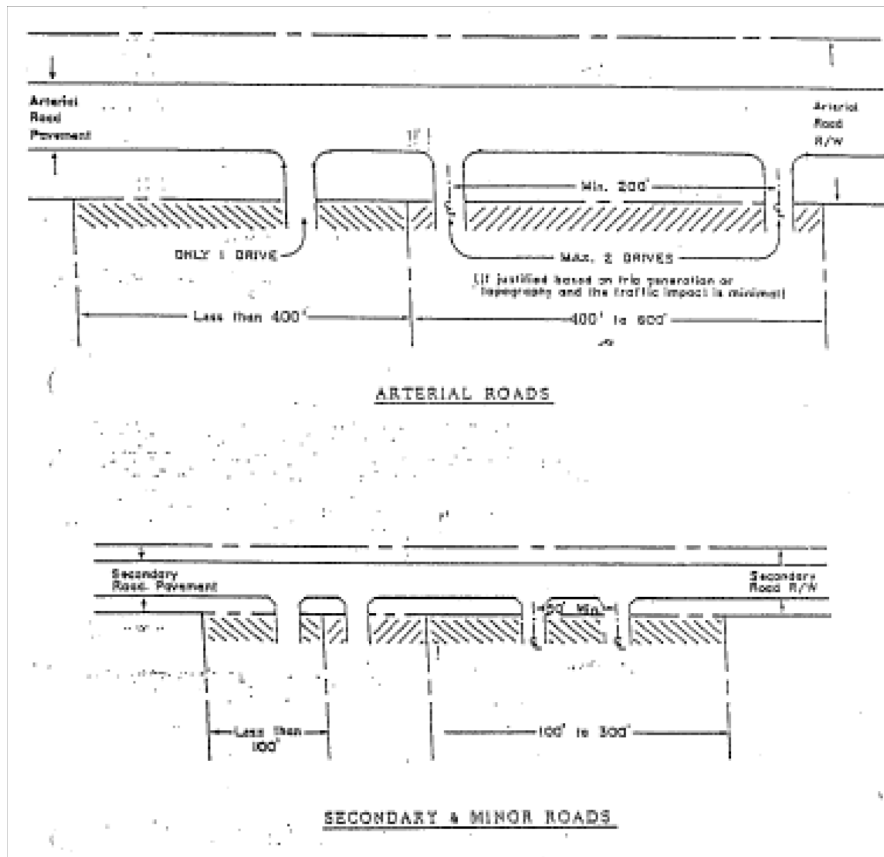 Arterial
Road
Pavement
Arterial
Road
R/W
Min. 200'
ONLY 1 DRIVE
MAX. 2 DRIVES
(If justified based on trip generation or
topography and the traffic impact is minimal)
Less than 400'
400' to 600'
ARTERIAL ROADS
Secondary
Road Pavement
50' Min.
Secondary
Road R/W
Less than
100'
100' to 300'
SECONDARY & MINOR ROADS